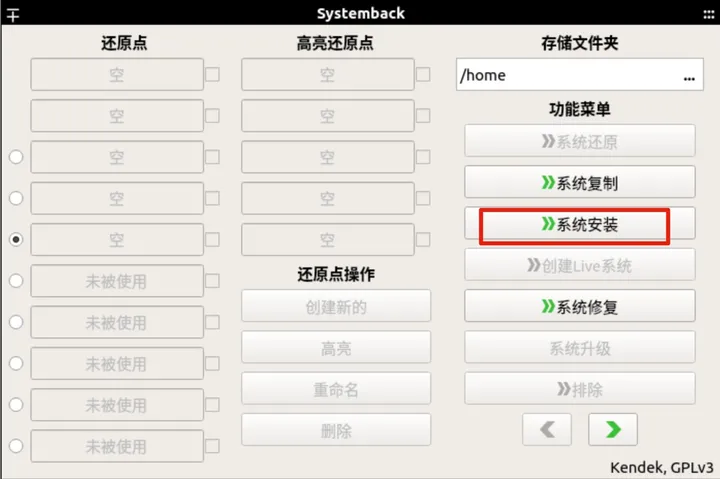 Systemback
还原点
空
空
空
空
空
未被使用
未被使用
未被使用
未被使用
未被使用
高亮还原点
空
空
空
空
空
还原点操作
创建新的
高亮
重命名
删除
存储文件夹
/home ...
功能菜单
系统还原
系统复制
系统安装
创建Live系统
系统修复
系统升级
排除
Kendek, GPLv3